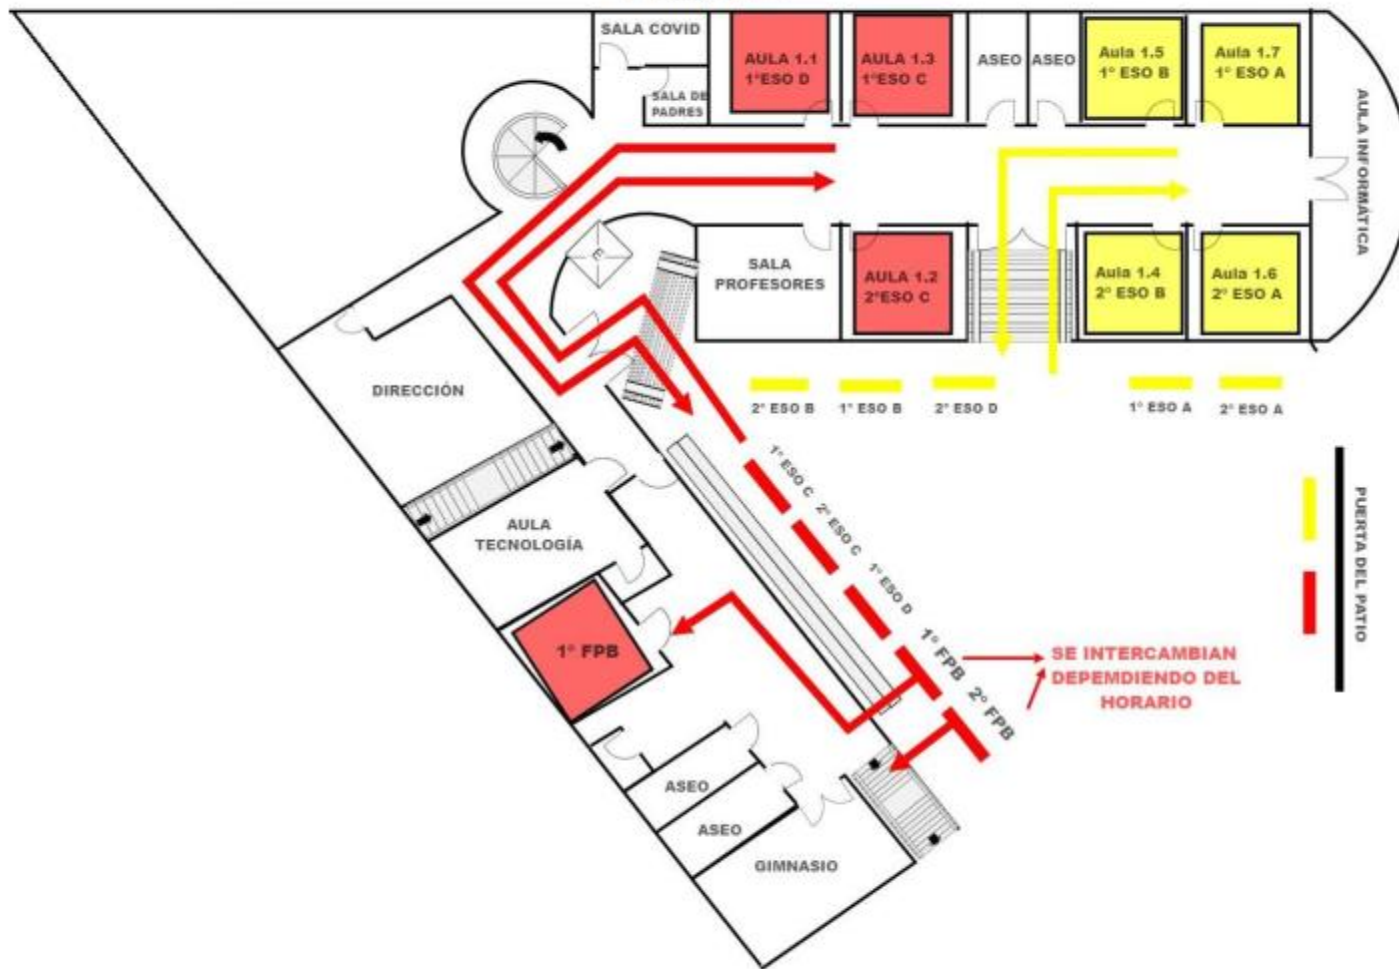 SALA COVID
SALA DE
PADRES
AULA 1.1
1ºESO D
AULA 1.3
1ºESO C
ASEO
ASEO
Aula 1.5
1º ESO B
Aula 1.7
1º ESO A
AULA INFORMÁTICA
E
SALA
PROFESORES
AULA 1.2
2ºESO C
Aula 1.4
2º ESO B
Aula 1.6
2º ESO A
2º ESO B
1º ESO B
2º ESO D
1º ESO A
2º ESO A
DIRECCIÓN
1º ESO C
2º ESO C
1º ESO D
1º FPB
2º FPB
PUERTA DEL PATIO
AULA
TECNOLOGÍA
1º FPB
SE INTERCAMBIAN
DEPEMDIENDO DEL
HORARIO
ASEO
ASEO
GIMNASIO